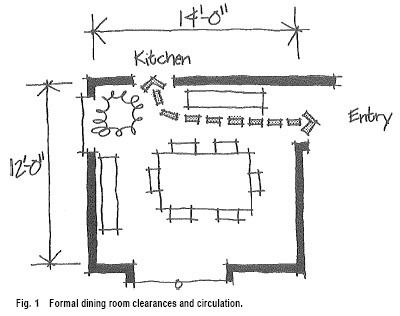 14'-0"
Kitchen
Entry
12'-0"
Fig. 1 Formal dining room clearances and circulation.